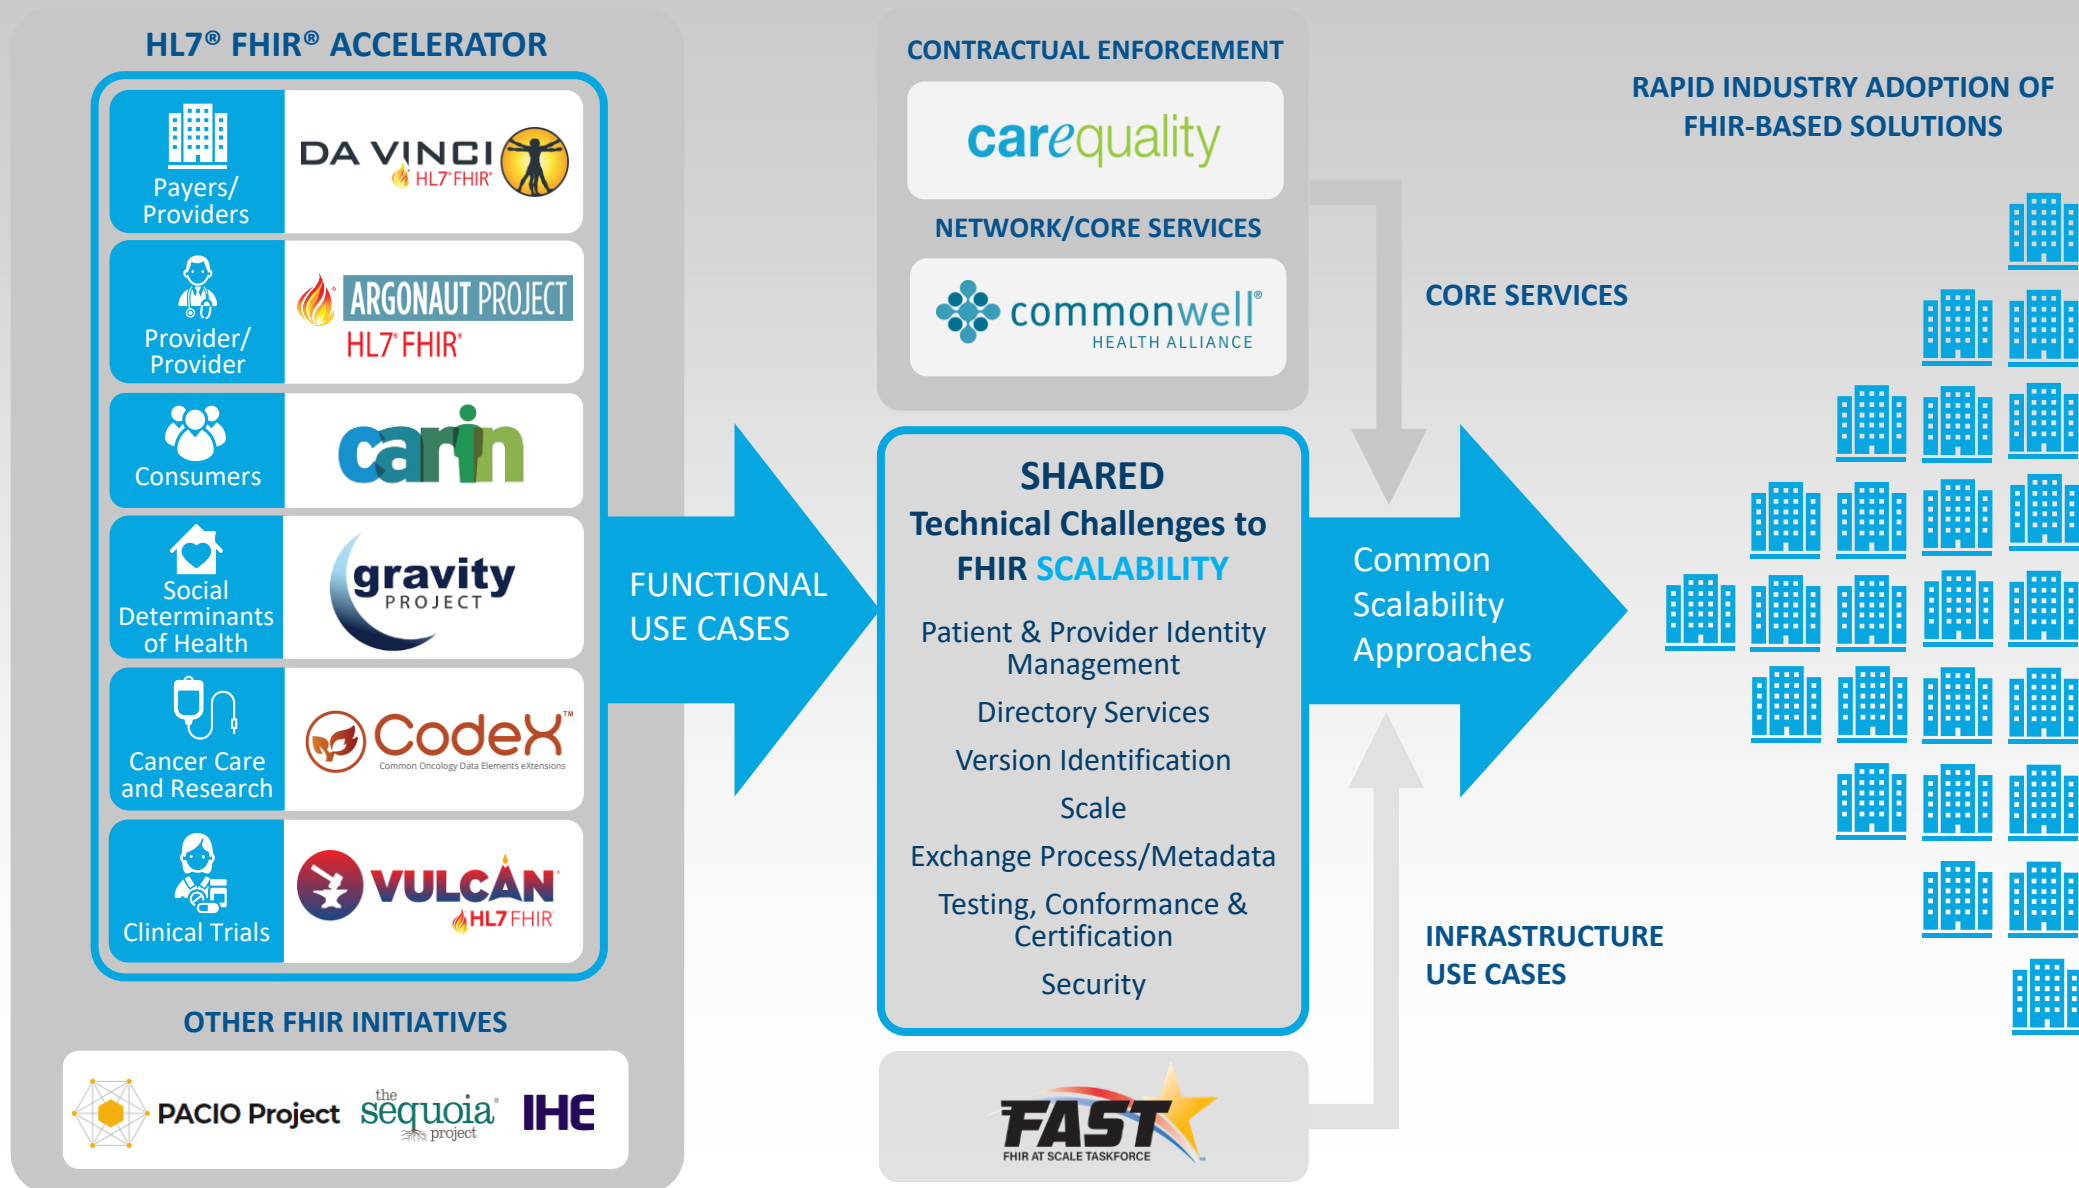 HL7® FHIR® ACCELERATOR
Payers/
Providers
DA VINCI
HL7® FHIR®
Provider/
Provider
ARGONAUT PROJECT
HL7® FHIR®
Consumers
carin
Social
Determinants
of Health
gravity
PROJECT
Cancer Care
and Research
CodeX™
Common Oncology Data Elements eXtensions
Clinical Trials
VULCAN
HL7 FHIR
OTHER FHIR INITIATIVES
PACIO Project
the
sequoia®
project
IHE
FUNCTIONAL
USE CASES
CONTRACTUAL ENFORCEMENT
carequality
NETWORK/CORE SERVICES
commonwell®
HEALTH ALLIANCE
SHARED
Technical Challenges to
FHIR SCALABILITY
Patient & Provider Identity
Management
Directory Services
Version Identification
Scale
Exchange Process/Metadata
Testing, Conformance &
Certification
Security
FAST
FHIR AT SCALE TASKFORCE
CORE SERVICES
Common
Scalability
Approaches
INFRASTRUCTURE
USE CASES
RAPID INDUSTRY ADOPTION OF
FHIR-BASED SOLUTIONS